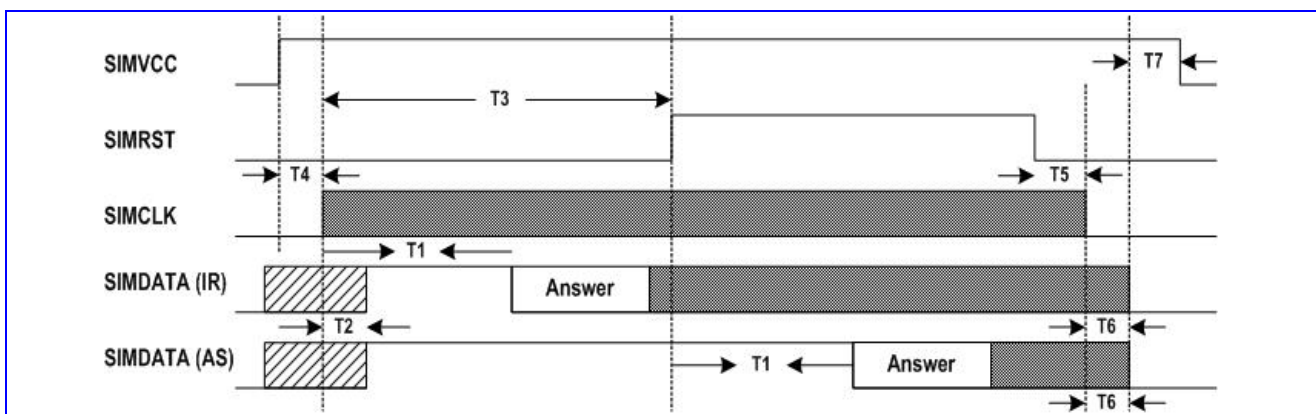 SIMVCC
T7
T3
SIMRST
T4
T5
SIMCLK
T1
SIMDATA (IR)
Answer
T2
T6
SIMDATA (AS)
T1
Answer
T6